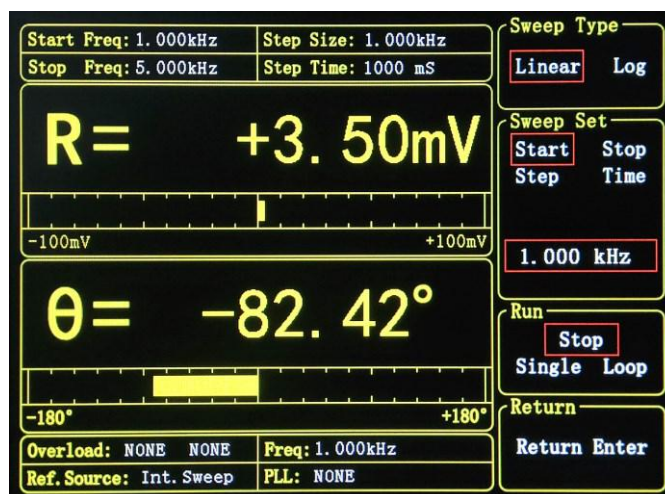 Start Freq: 1.000kHz
Step Size: 1.000kHz
Stop Freq: 5.000kHz
Step Time: 1000 mS
R= +3.50mV
-100mV
+100mV
θ= -82.42°
-180°
+180°
Overload: NONE NONE
Freq: 1.000kHz
Ref.Source: Int.Sweep
PLL: NONE
Sweep Type
Linear Log
Sweep Set
Start Stop
Step Time
1.000 kHz
Run
Stop
Single Loop
Return
Return Enter